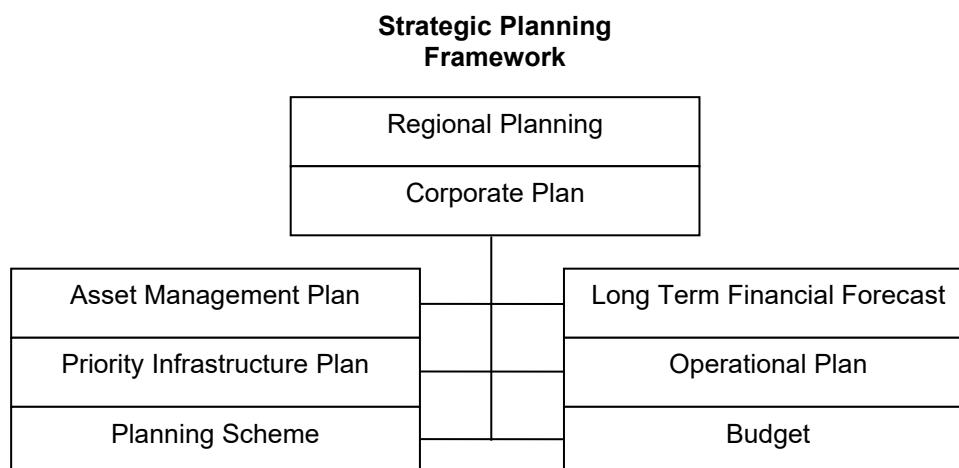 Strategic Planning
Framework
Regional Planning
Corporate Plan
Asset Management Plan
Long Term Financial Forecast
Priority Infrastructure Plan
Operational Plan
Planning Scheme
Budget